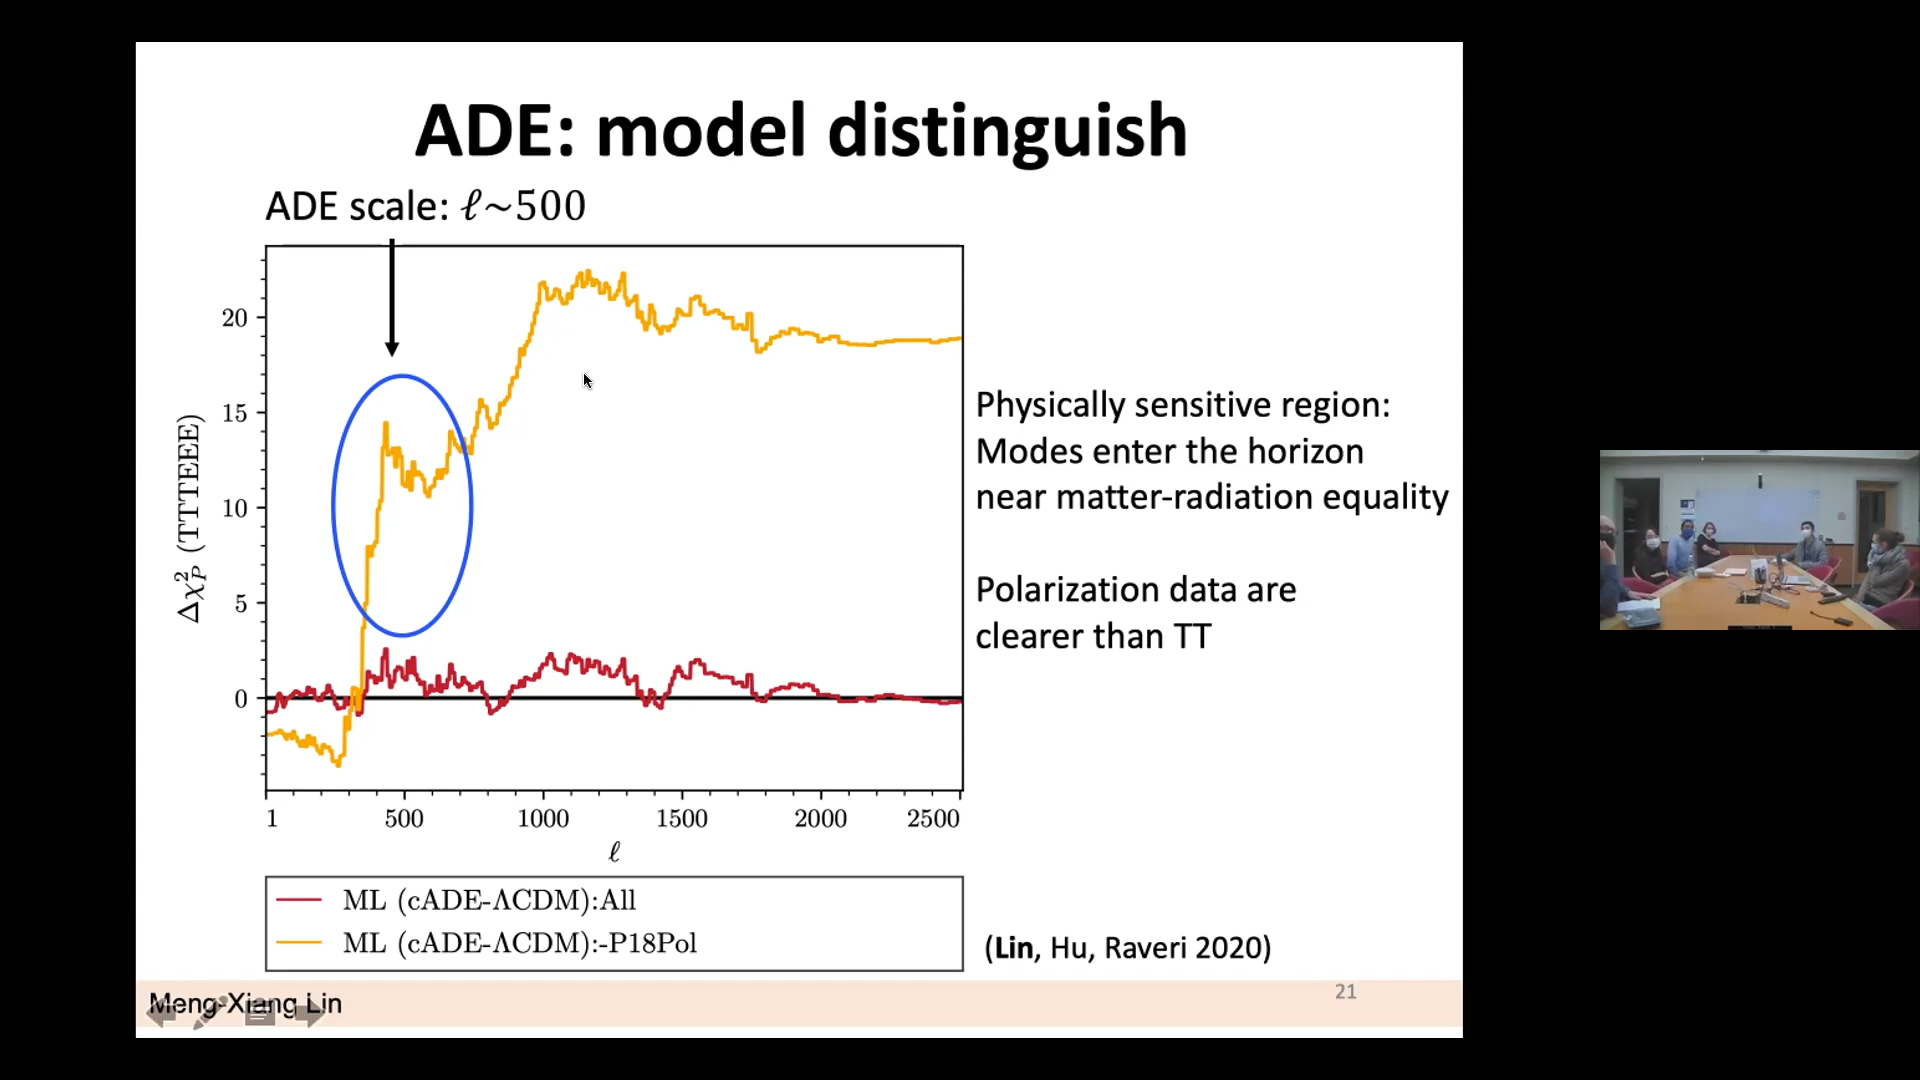 ADE: model distinguish
ADE scale: ℓ~500
20
15
10
5
0
Δχ²_P (TTTEEE)
1 500 1000 1500 2000 2500
ℓ
ML (cADE-ΛCDM):All
ML (cADE-ΛCDM):-P18Pol
Physically sensitive region:
Modes enter the horizon
near matter-radiation equality
Polarization data are
clearer than TT
(Lin, Hu, Raveri 2020)
Meng-Xiang Lin
21